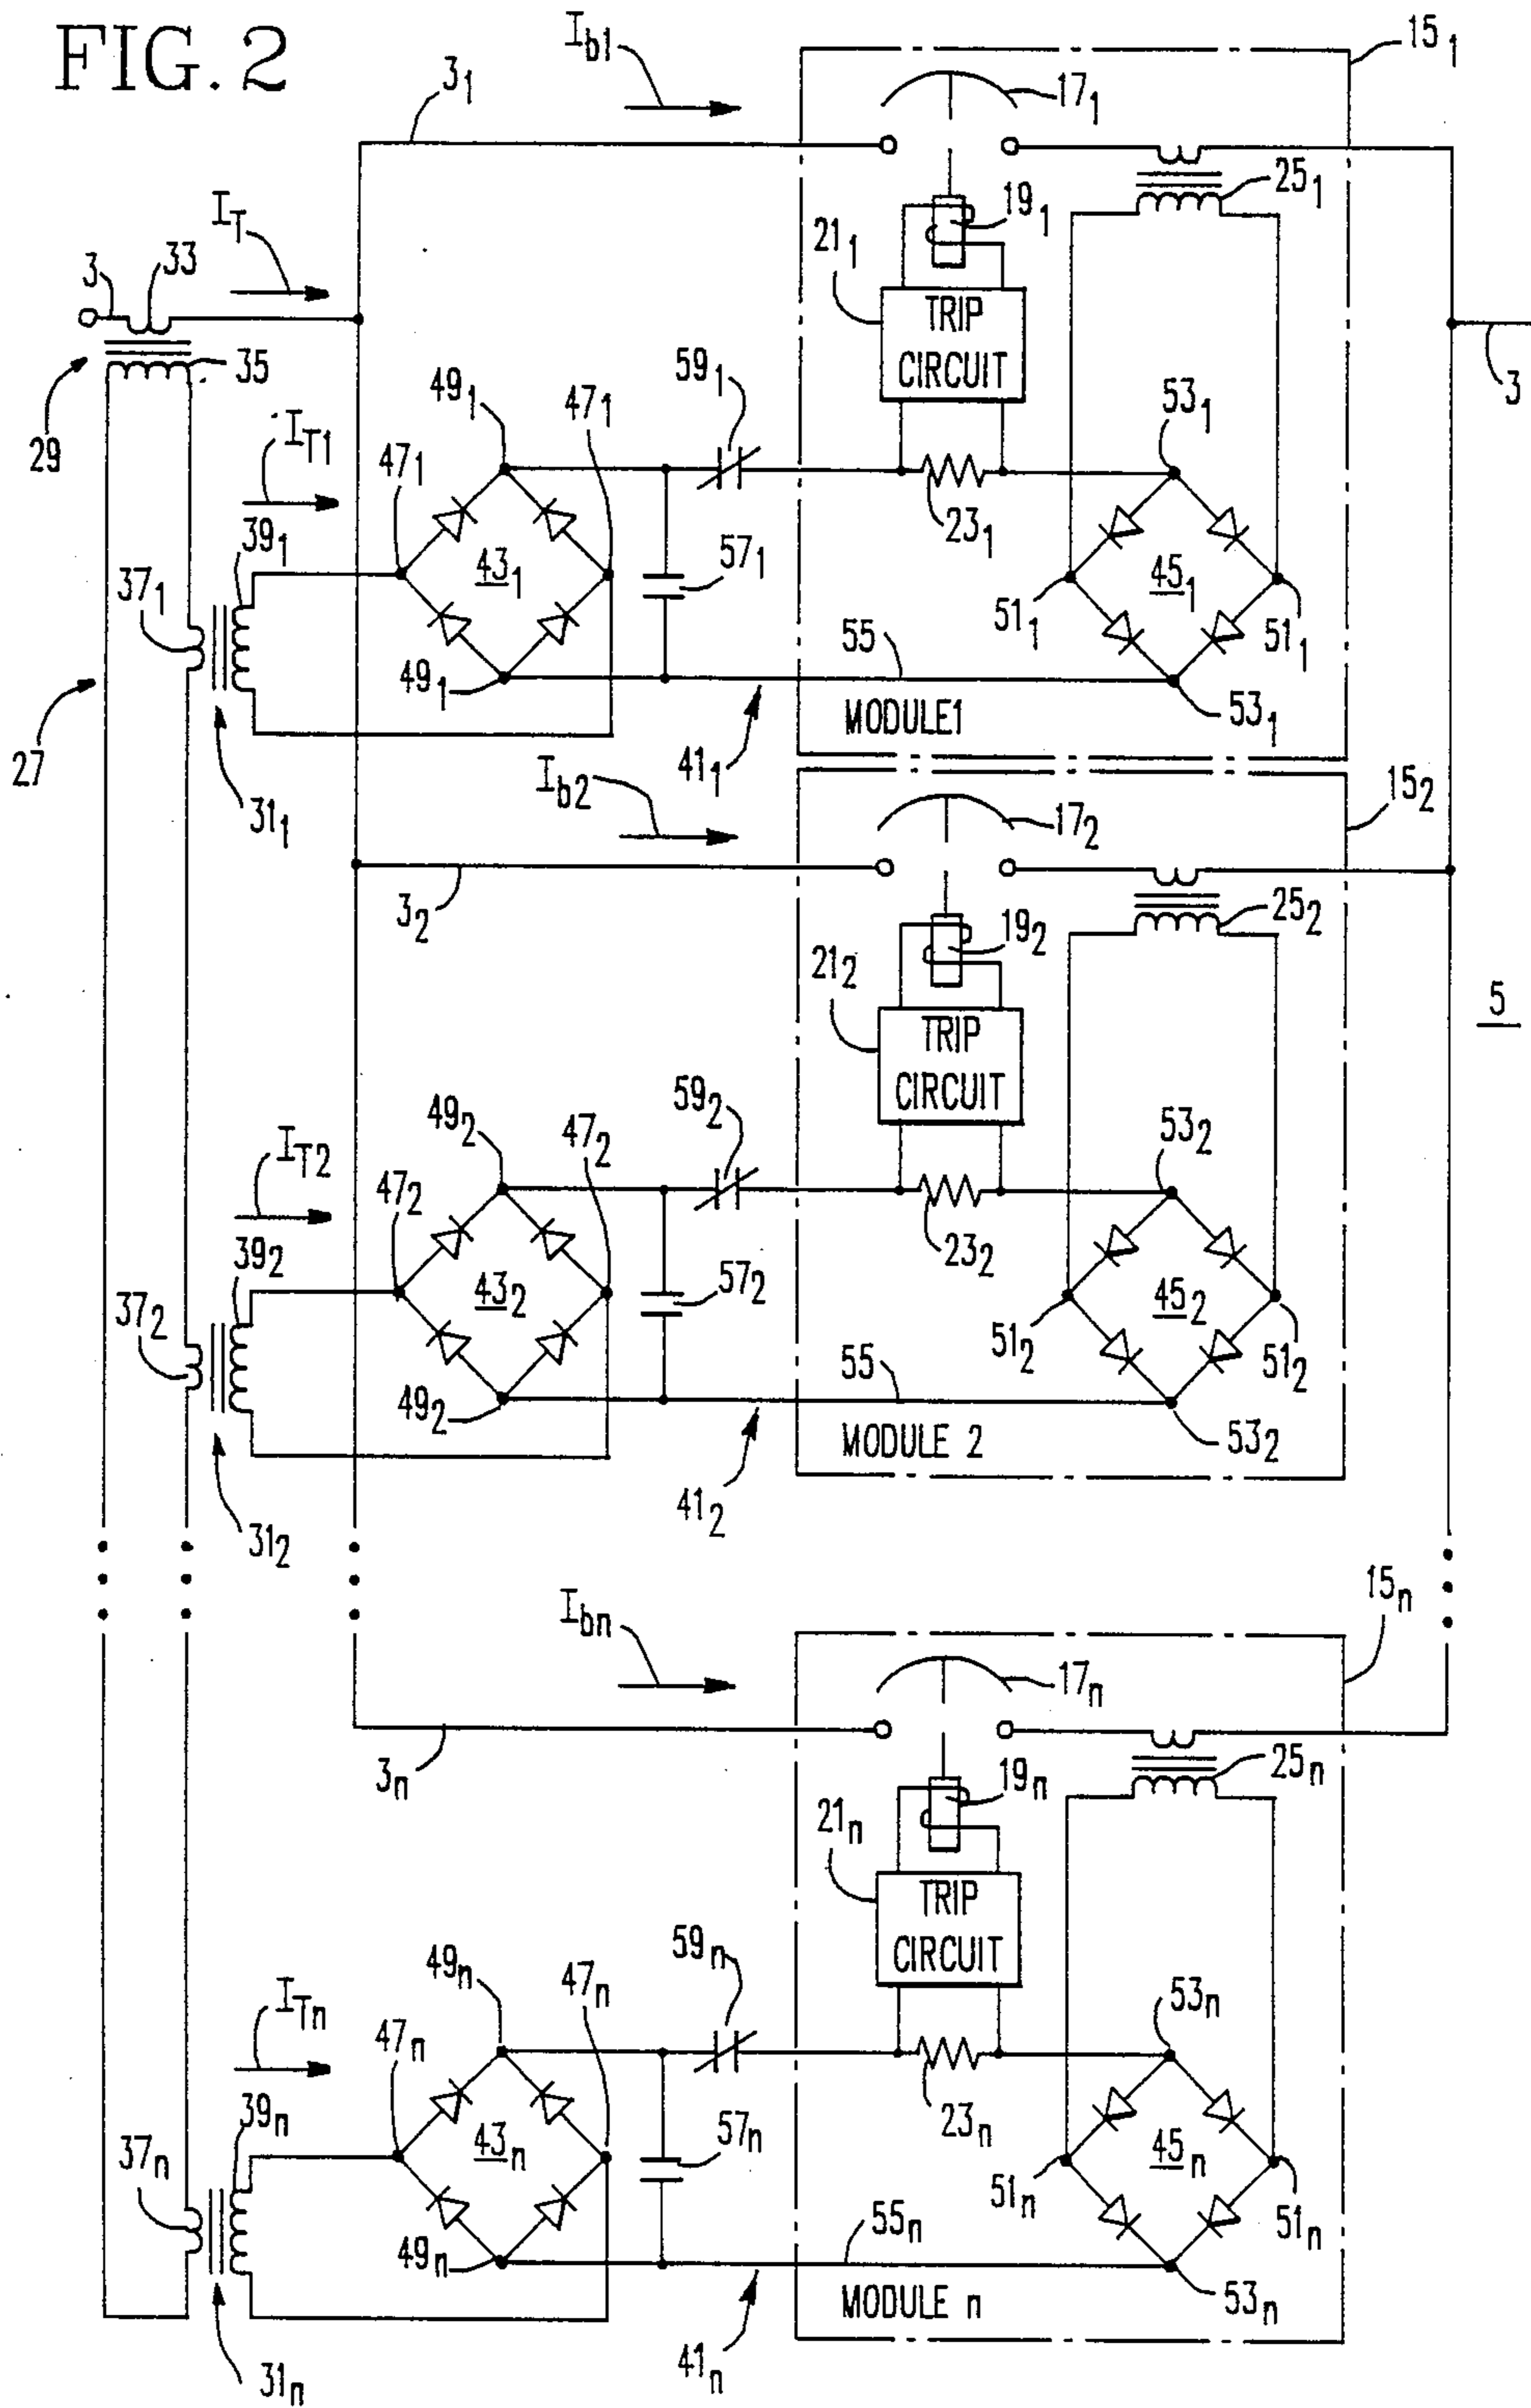 FIG. 2
I_b1
15_1
3_1
17_1
I_T
25_1
19_1
3
33
21_1
TRIP
CIRCUIT
35
59_1
3
49_1
47_1
29
I_T1
53_1
47_1
39_1
23_1
43_1
57_1
45_1
37_1
51_1
51_1
55
49_1
53_1
MODULE1
27
41_1
I_b2
15_2
31_1
17_2
3_2
25_2
19_2
21_2
5
TRIP
CIRCUIT
59_2
49_2
47_2
53_2
I_T2
47_2
39_2
23_2
43_2
57_2
45_2
37_2
51_2
51_2
55
49_2
MODULE 2
53_2
41_2
31_2
I_bn
15_n
17_n
3_n
25_n
19_n
21_n
TRIP
CIRCUIT
59_n
49_n
47_n
I_Tn
53_n
47_n
39_n
23_n
43_n
57_n
45_n
37_n
51_n
51_n
55_n
49_n
MODULE n
53_n
41_n
31_n